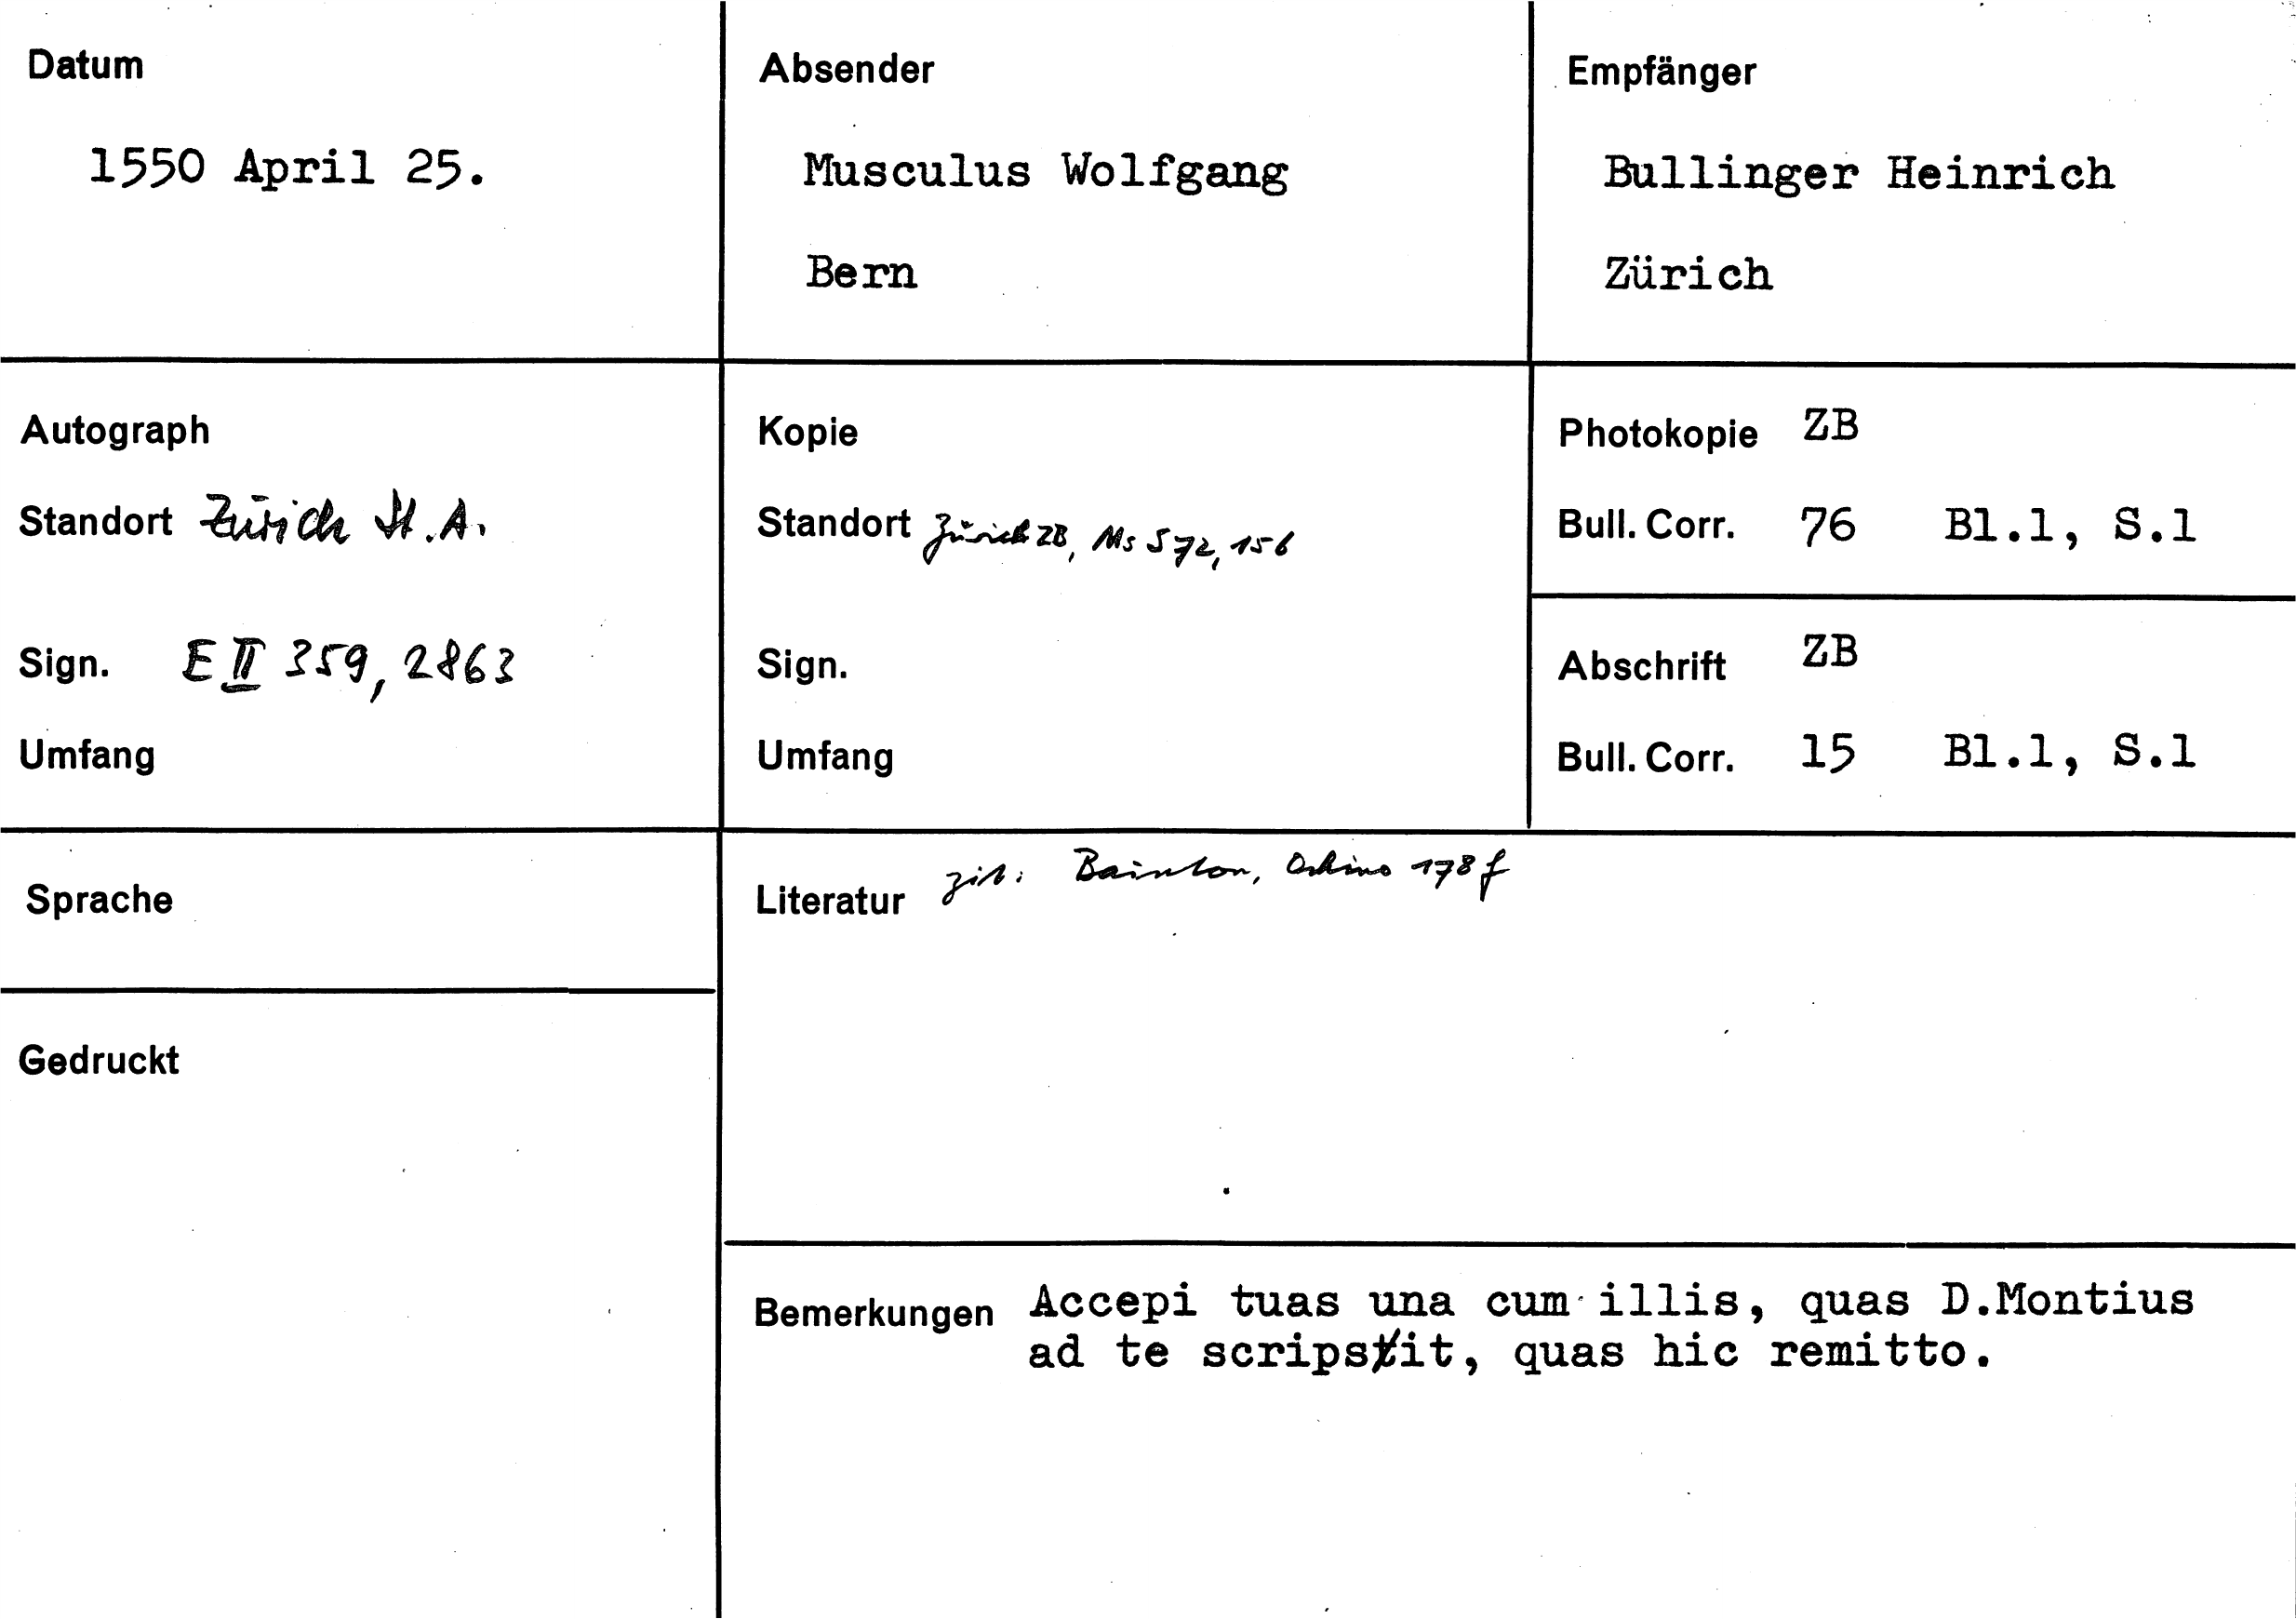 Datum
1550 April 25.
Absender
Musculus Wolfgang
Bern
Empfänger
Bullinger Heinrich
Zürich
Autograph
Standort Zürich St.A.
Sign. E II 359, 2863
Umfang
Kopie
Standort Zürich ZB, Ms S 72, 156
Sign.
Umfang
Photokopie ZB
Bull. Corr. 76 Bl.1, S.1
Abschrift ZB
Bull. Corr. 15 Bl.1, S.1
Sprache
Gedruckt
Literatur zit: Bainton, Ochino 178 f
Bemerkungen Accepi tuas una cum illis, quas D.Montius
ad te scripsit, quas hic remitto.